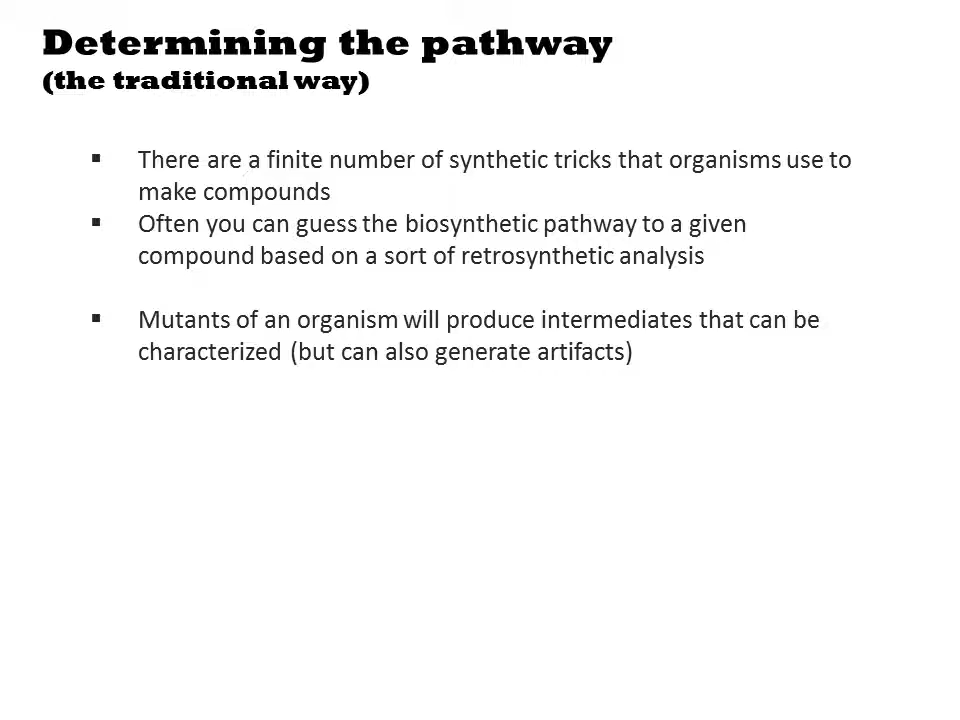 Determining the pathway
(the traditional way)
▪ There are a finite number of synthetic tricks that organisms use to
make compounds
▪ Often you can guess the biosynthetic pathway to a given
compound based on a sort of retrosynthetic analysis
▪ Mutants of an organism will produce intermediates that can be
characterized (but can also generate artifacts)